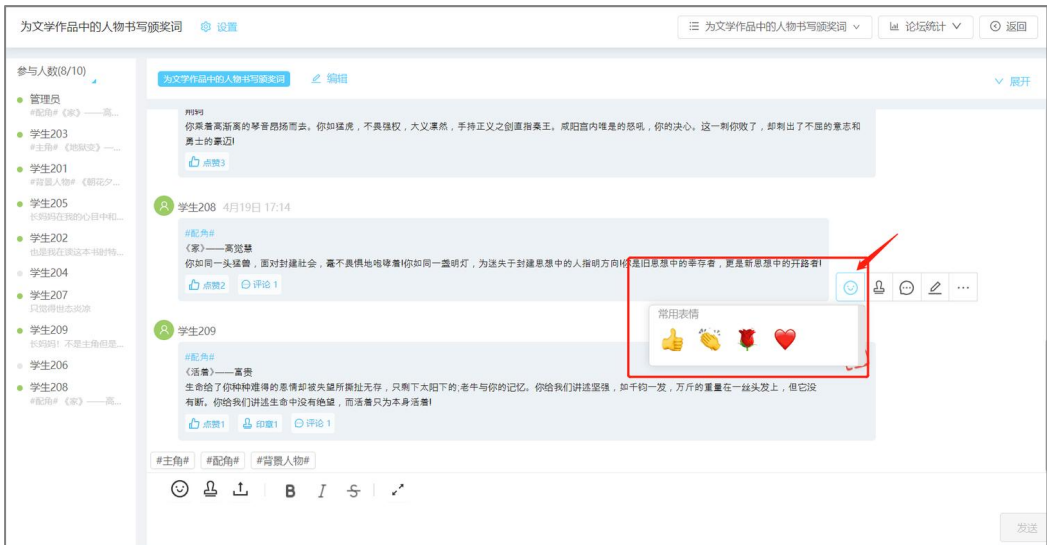 为文学作品中的人物书写颁奖词 设置 为文学作品中的人物书写颁奖词 论坛统计 返回
参与人数(8/10)
管理员
#配角#《家》——高...
学生203
#主角#《地狱变》—...
学生201
#背景人物#《朝花夕...
学生205
长妈妈在我的心目中和...
学生202
也是我在读这本书时特...
学生204
学生207
只觉得世态炎凉
学生209
长妈妈！不是主角但是...
学生206
学生208
#配角#《家》——高...
为文学作品中的人物书写颁奖词 编辑 展开
荆轲
你乘着高渐离的琴音昂扬而去。你如猛虎，不畏强权，大义凛然，手持正义之剑直指秦王。咸阳宫内唯是的怒吼，你的决心。这一刺你败了，却刺出了不屈的意志和
勇士的豪迈!
点赞3
学生208 4月19日 17:14
#配角#
《家》——高觉慧
你如同一头猛兽，面对封建社会，毫不畏惧地咆哮着!你如同一盏明灯，为迷失于封建思想中的人指明方向!你是旧思想中的幸存者，更是新思想中的开路者!
点赞2 评论 1
常用表情
学生209
#配角#
《活着》——富贵
生命给了你种种难得的恩情却被失望所撕扯无存，只剩下太阳下的;老牛与你的记忆。你给我们讲述坚强，如千钧一发，万斤的重量在一丝头发上，但它没
有断。你给我们讲述生命中没有绝望，而活着只为本身活着!
点赞1 印章1 评论 1
#主角# #配角# #背景人物#
B I S
发送